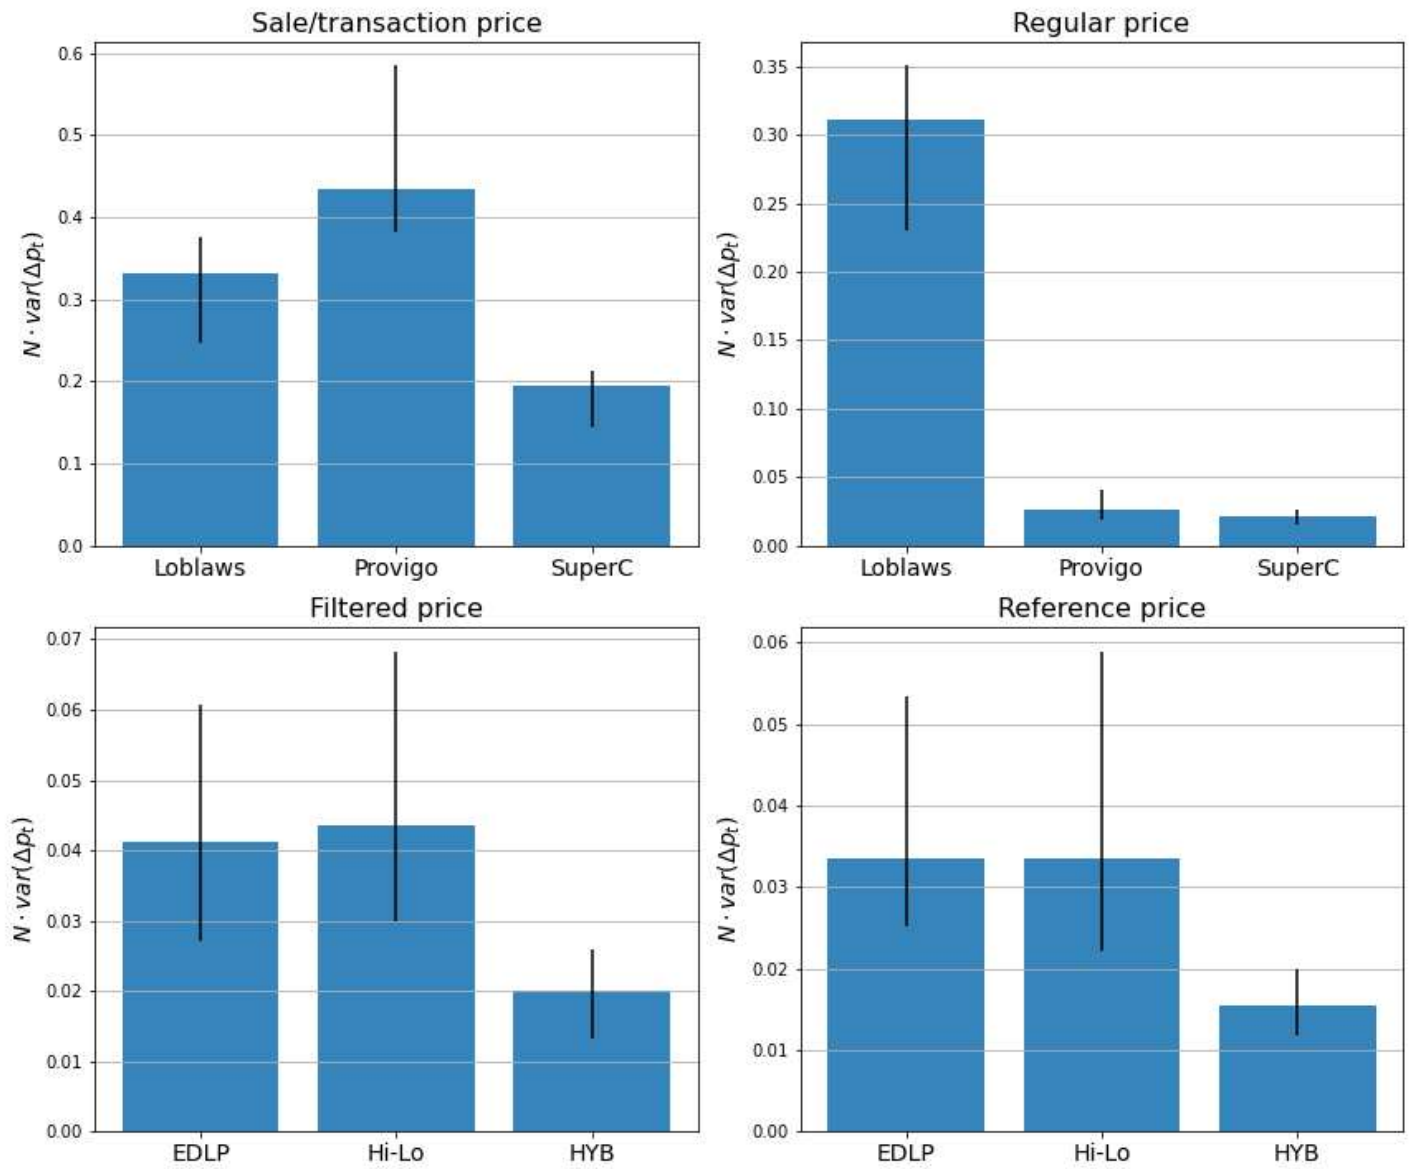 Sale/transaction price
0.6
0.5
0.4
0.3
0.2
0.1
0.0
N · var(Δpₜ)
Loblaws Provigo SuperC
Regular price
0.35
0.30
0.25
0.20
0.15
0.10
0.05
0.00
N · var(Δpₜ)
Loblaws Provigo SuperC
Filtered price
0.07
0.06
0.05
0.04
0.03
0.02
0.01
0.00
N · var(Δpₜ)
EDLP Hi-Lo HYB
Reference price
0.06
0.05
0.04
0.03
0.02
0.01
0.00
N · var(Δpₜ)
EDLP Hi-Lo HYB